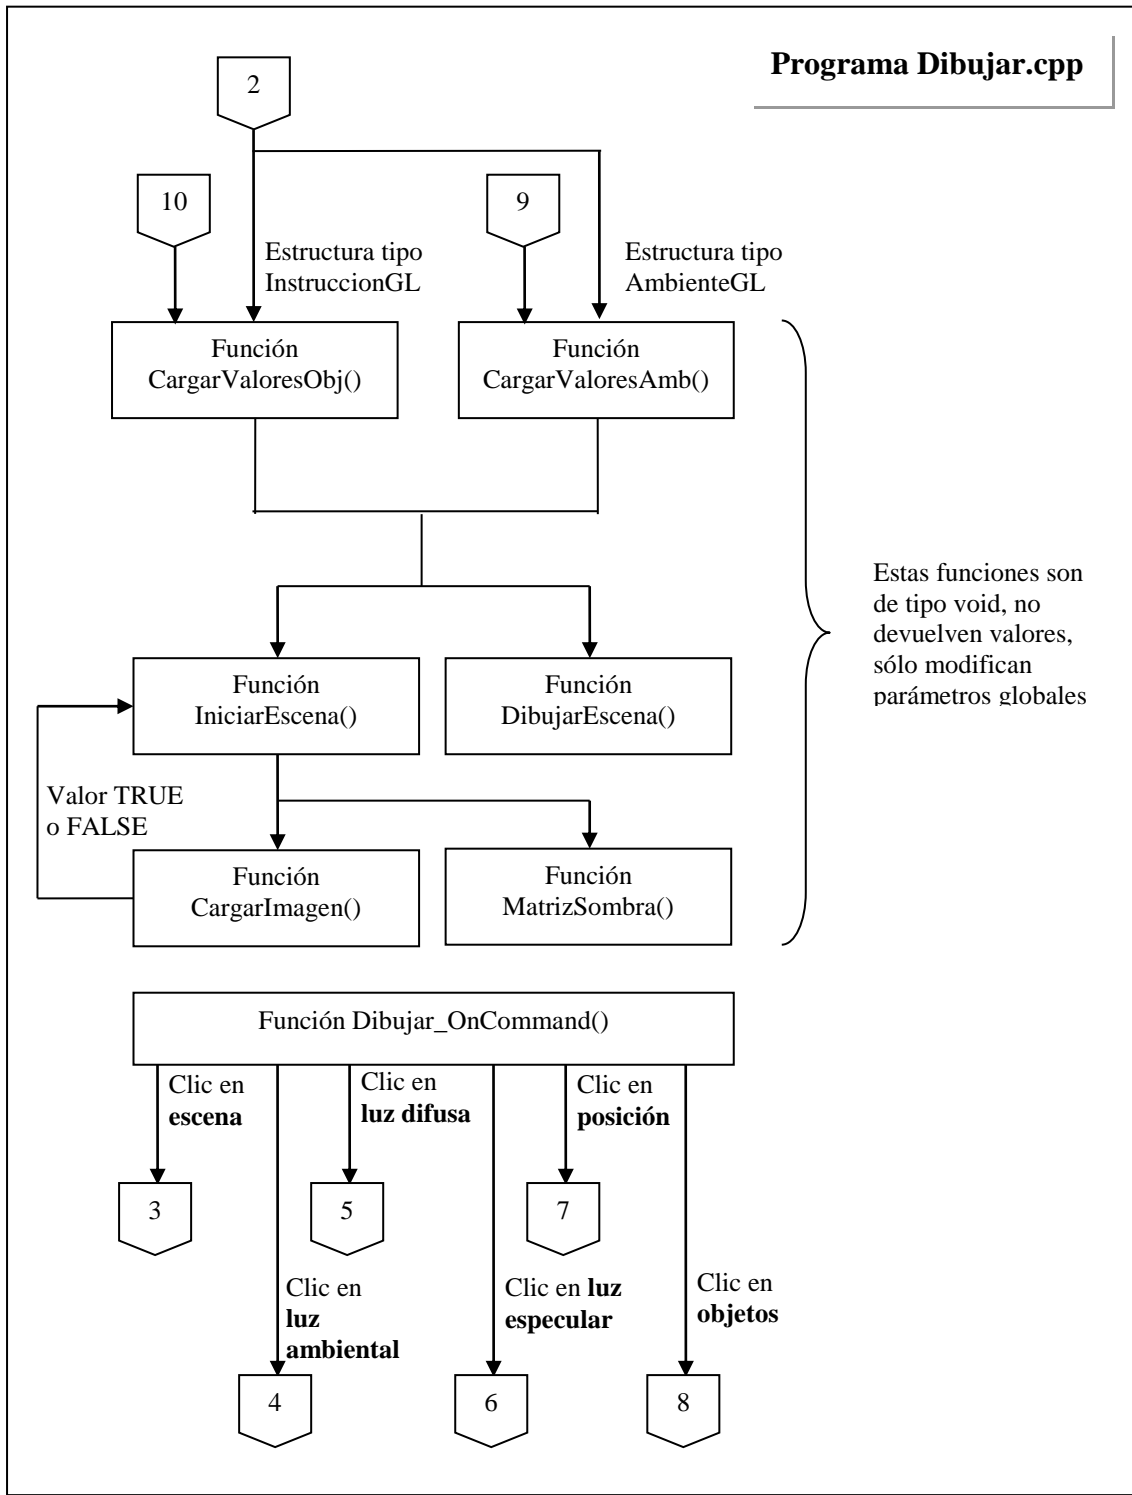 Programa Dibujar.cpp
2
10
9
Estructura tipo
InstruccionGL
Estructura tipo
AmbienteGL
Función
CargarValoresObj()
Función
CargarValoresAmb()
Estas funciones son
de tipo void, no
devuelven valores,
sólo modifican
parámetros globales
Función
IniciarEscena()
Función
DibujarEscena()
Valor TRUE
o FALSE
Función
CargarImagen()
Función
MatrizSombra()
Función Dibujar_OnCommand()
Clic en
escena
Clic en
luz difusa
Clic en
posición
3
5
7
Clic en
luz
ambiental
Clic en luz
especular
Clic en
objetos
4
6
8